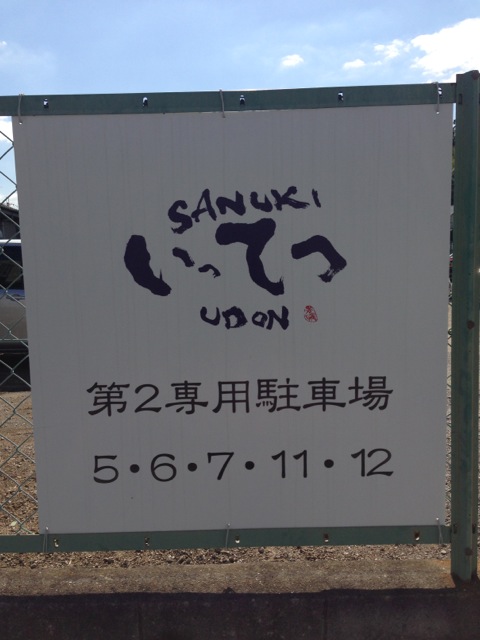 SANUKI
いってつ
UDON
第2専用駐車場
5・6・7・11・12